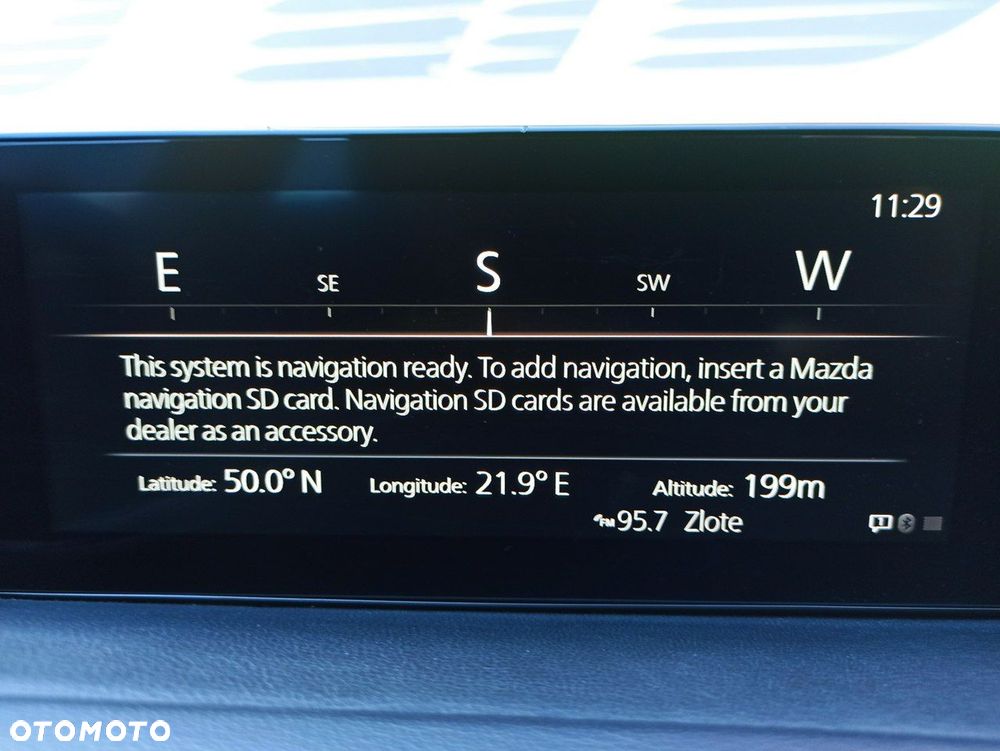 11:29
E SE S SW W
This system is navigation ready. To add navigation, insert a Mazda
navigation SD card. Navigation SD cards are available from your
dealer as an accessory.
Latitude: 50.0° N Longitude: 21.9° E Altitude: 199m
FM 95.7 Zlote
OTOMOTO